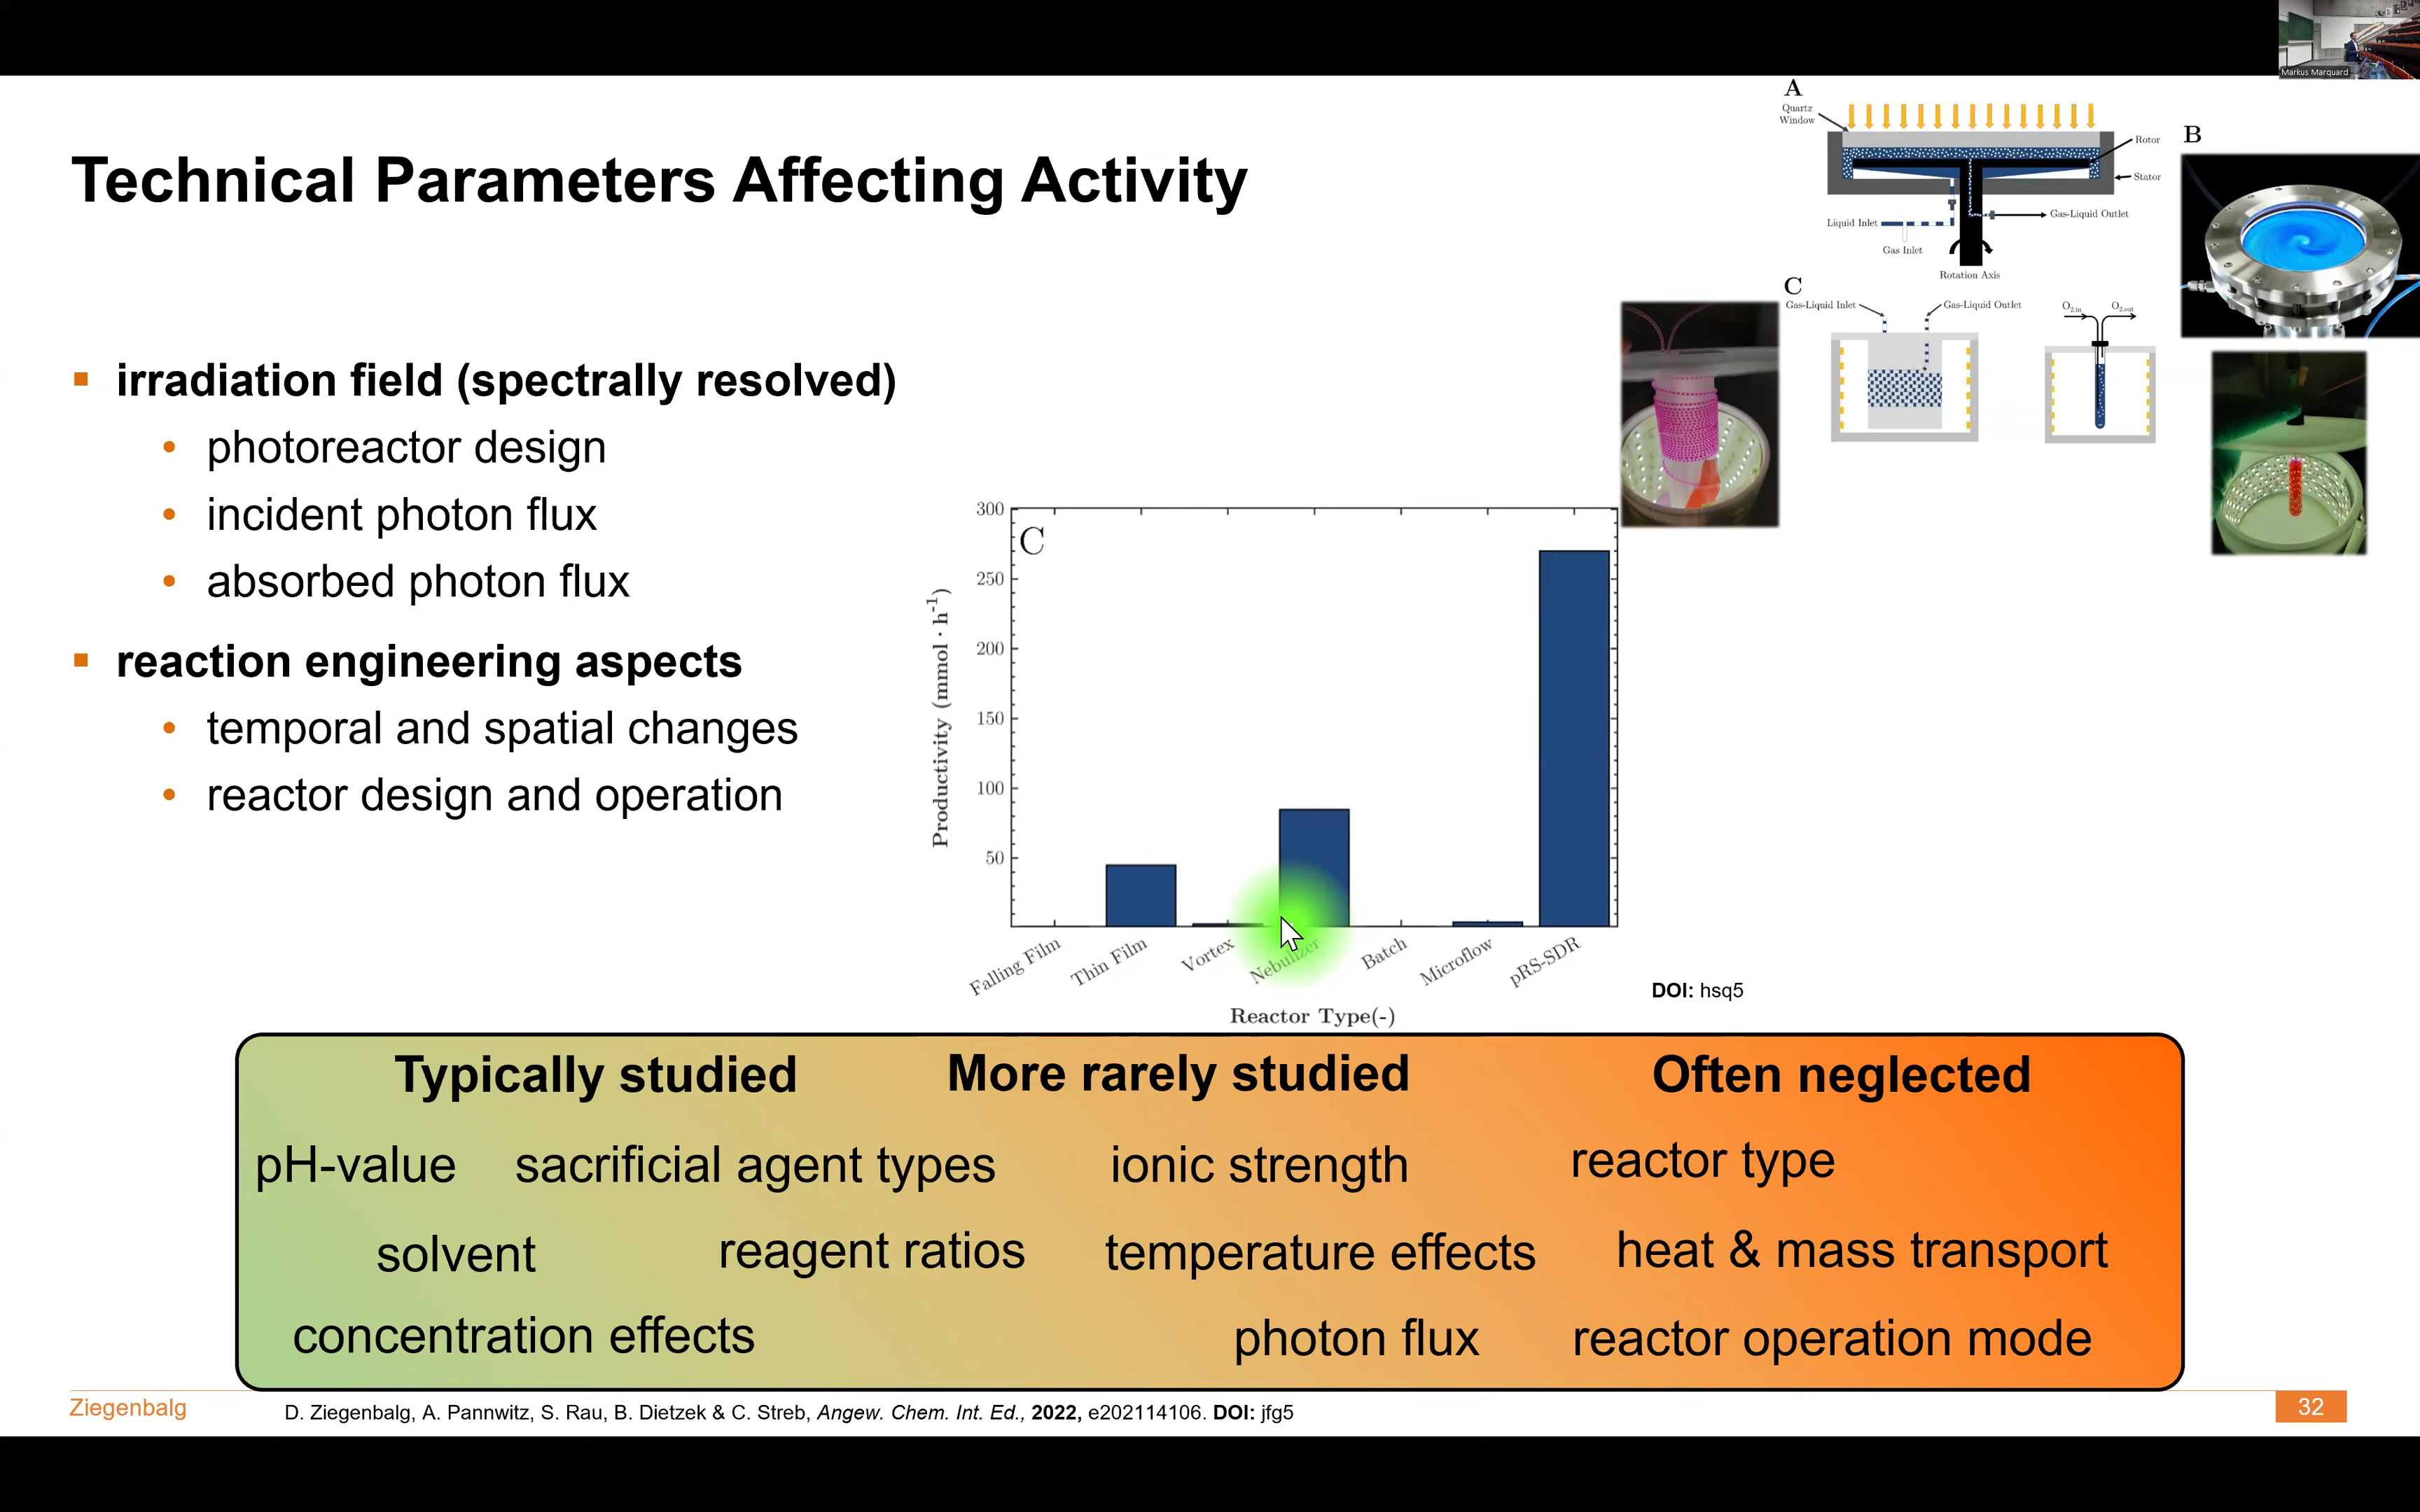 Markus Marquard
Technical Parameters Affecting Activity
irradiation field (spectrally resolved)
photoreactor design
incident photon flux
absorbed photon flux
reaction engineering aspects
temporal and spatial changes
reactor design and operation
A
Quartz
Window
Rotor
Stator
Liquid Inlet
Gas-Liquid Outlet
Gas Inlet
Rotation Axis
B
C
Gas-Liquid Inlet
Gas-Liquid Outlet
O2,in
O2,out
C
Productivity (mmol · h⁻¹)
300
250
200
150
100
50
Falling Film
Thin Film
Vortex
Nebulizer
Batch
Microflow
pRS-SDR
Reactor Type(-)
DOI: hsq5
Typically studied
More rarely studied
Often neglected
pH-value
sacrificial agent types
ionic strength
reactor type
solvent
reagent ratios
temperature effects
heat & mass transport
concentration effects
photon flux
reactor operation mode
Ziegenbalg
D. Ziegenbalg, A. Pannwitz, S. Rau, B. Dietzek & C. Streb, Angew. Chem. Int. Ed., 2022, e202114106. DOI: jfg5
32